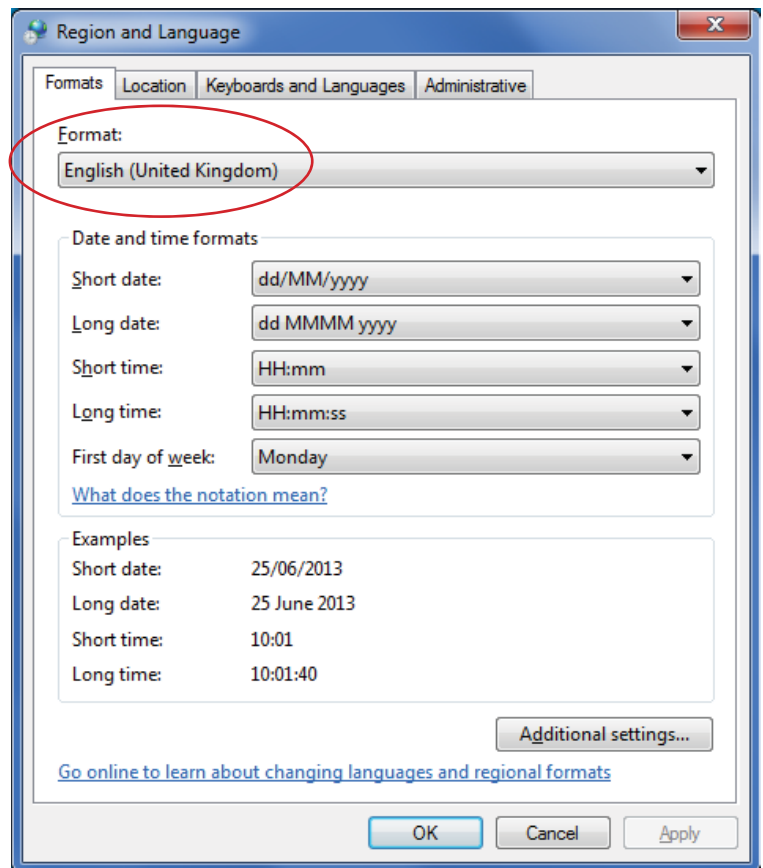 Region and Language
Formats Location Keyboards and Languages Administrative
Format:
English (United Kingdom)
Date and time formats
Short date: dd/MM/yyyy
Long date: dd MMMM yyyy
Short time: HH:mm
Long time: HH:mm:ss
First day of week: Monday
What does the notation mean?
Examples
Short date: 25/06/2013
Long date: 25 June 2013
Short time: 10:01
Long time: 10:01:40
Additional settings...
Go online to learn about changing languages and regional formats
OK Cancel Apply